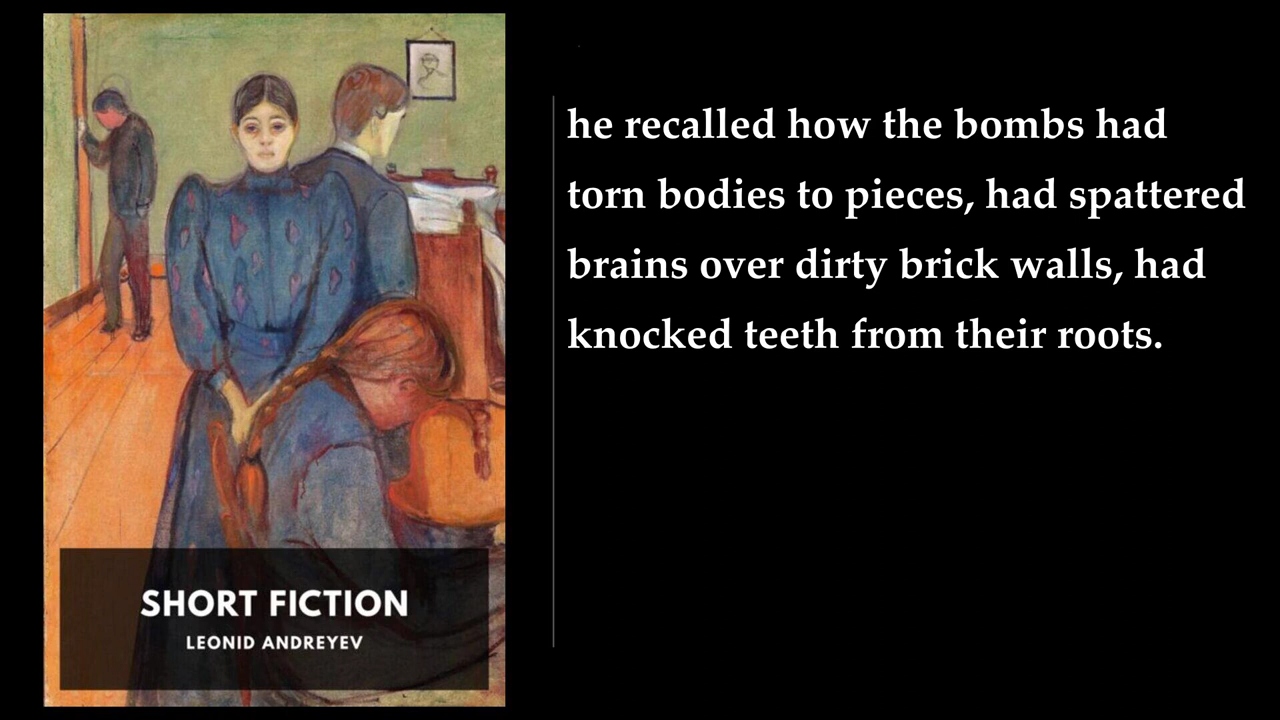 he recalled how the bombs had
torn bodies to pieces, had spattered
brains over dirty brick walls, had
knocked teeth from their roots.
SHORT FICTION
LEONID ANDREYEV